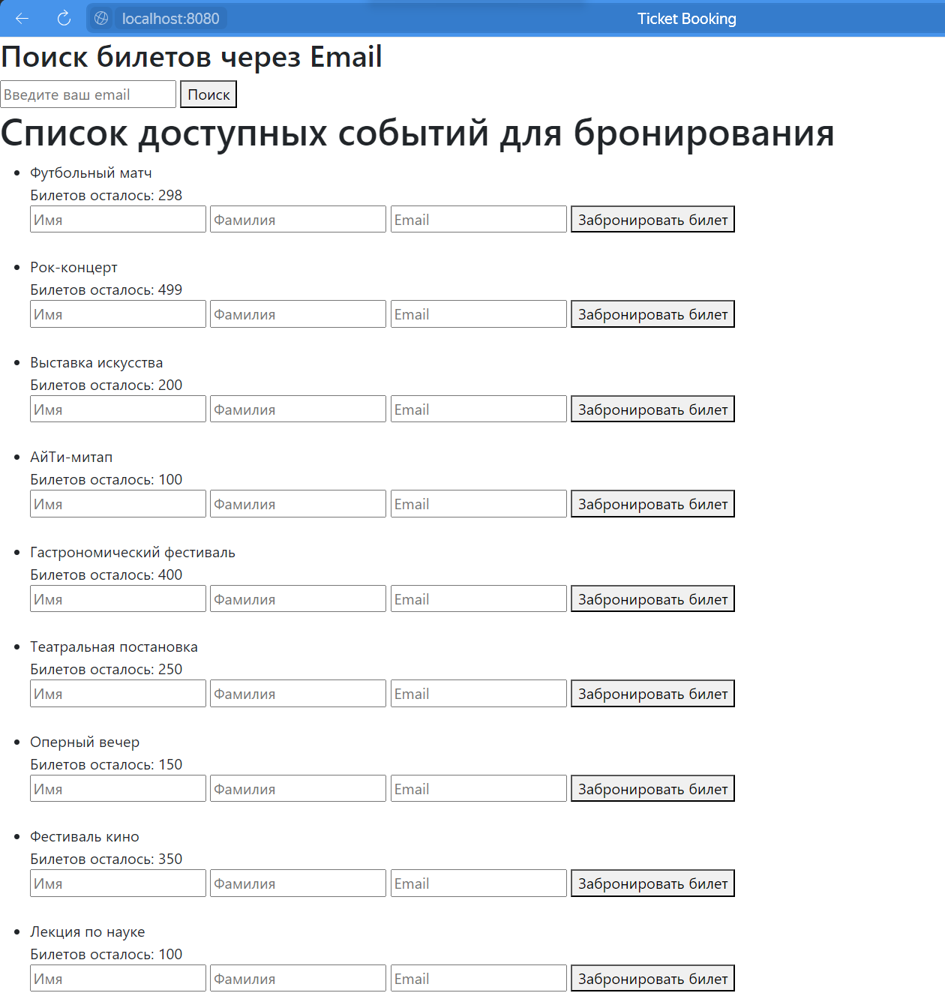 localhost:8080 Ticket Booking
Поиск билетов через Email
Введите ваш email Поиск
Список доступных событий для бронирования
Футбольный матч
Билетов осталось: 298
Имя Фамилия Email Забронировать билет
Рок-концерт
Билетов осталось: 499
Имя Фамилия Email Забронировать билет
Выставка искусства
Билетов осталось: 200
Имя Фамилия Email Забронировать билет
АйТи-митап
Билетов осталось: 100
Имя Фамилия Email Забронировать билет
Гастрономический фестиваль
Билетов осталось: 400
Имя Фамилия Email Забронировать билет
Театральная постановка
Билетов осталось: 250
Имя Фамилия Email Забронировать билет
Оперный вечер
Билетов осталось: 150
Имя Фамилия Email Забронировать билет
Фестиваль кино
Билетов осталось: 350
Имя Фамилия Email Забронировать билет
Лекция по науке
Билетов осталось: 100
Имя Фамилия Email Забронировать билет